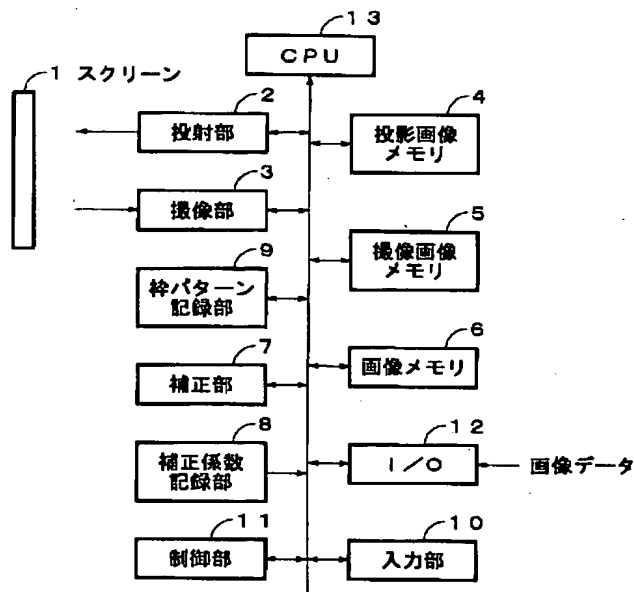 13
CPU
1 スクリーン
2
投射部
4
投影画像
メモリ
3
撮像部
5
撮像画像
メモリ
9
枠パターン
記録部
6
画像メモリ
7
補正部
8
補正係数
記録部
12
I/O
画像データ
11
制御部
10
入力部